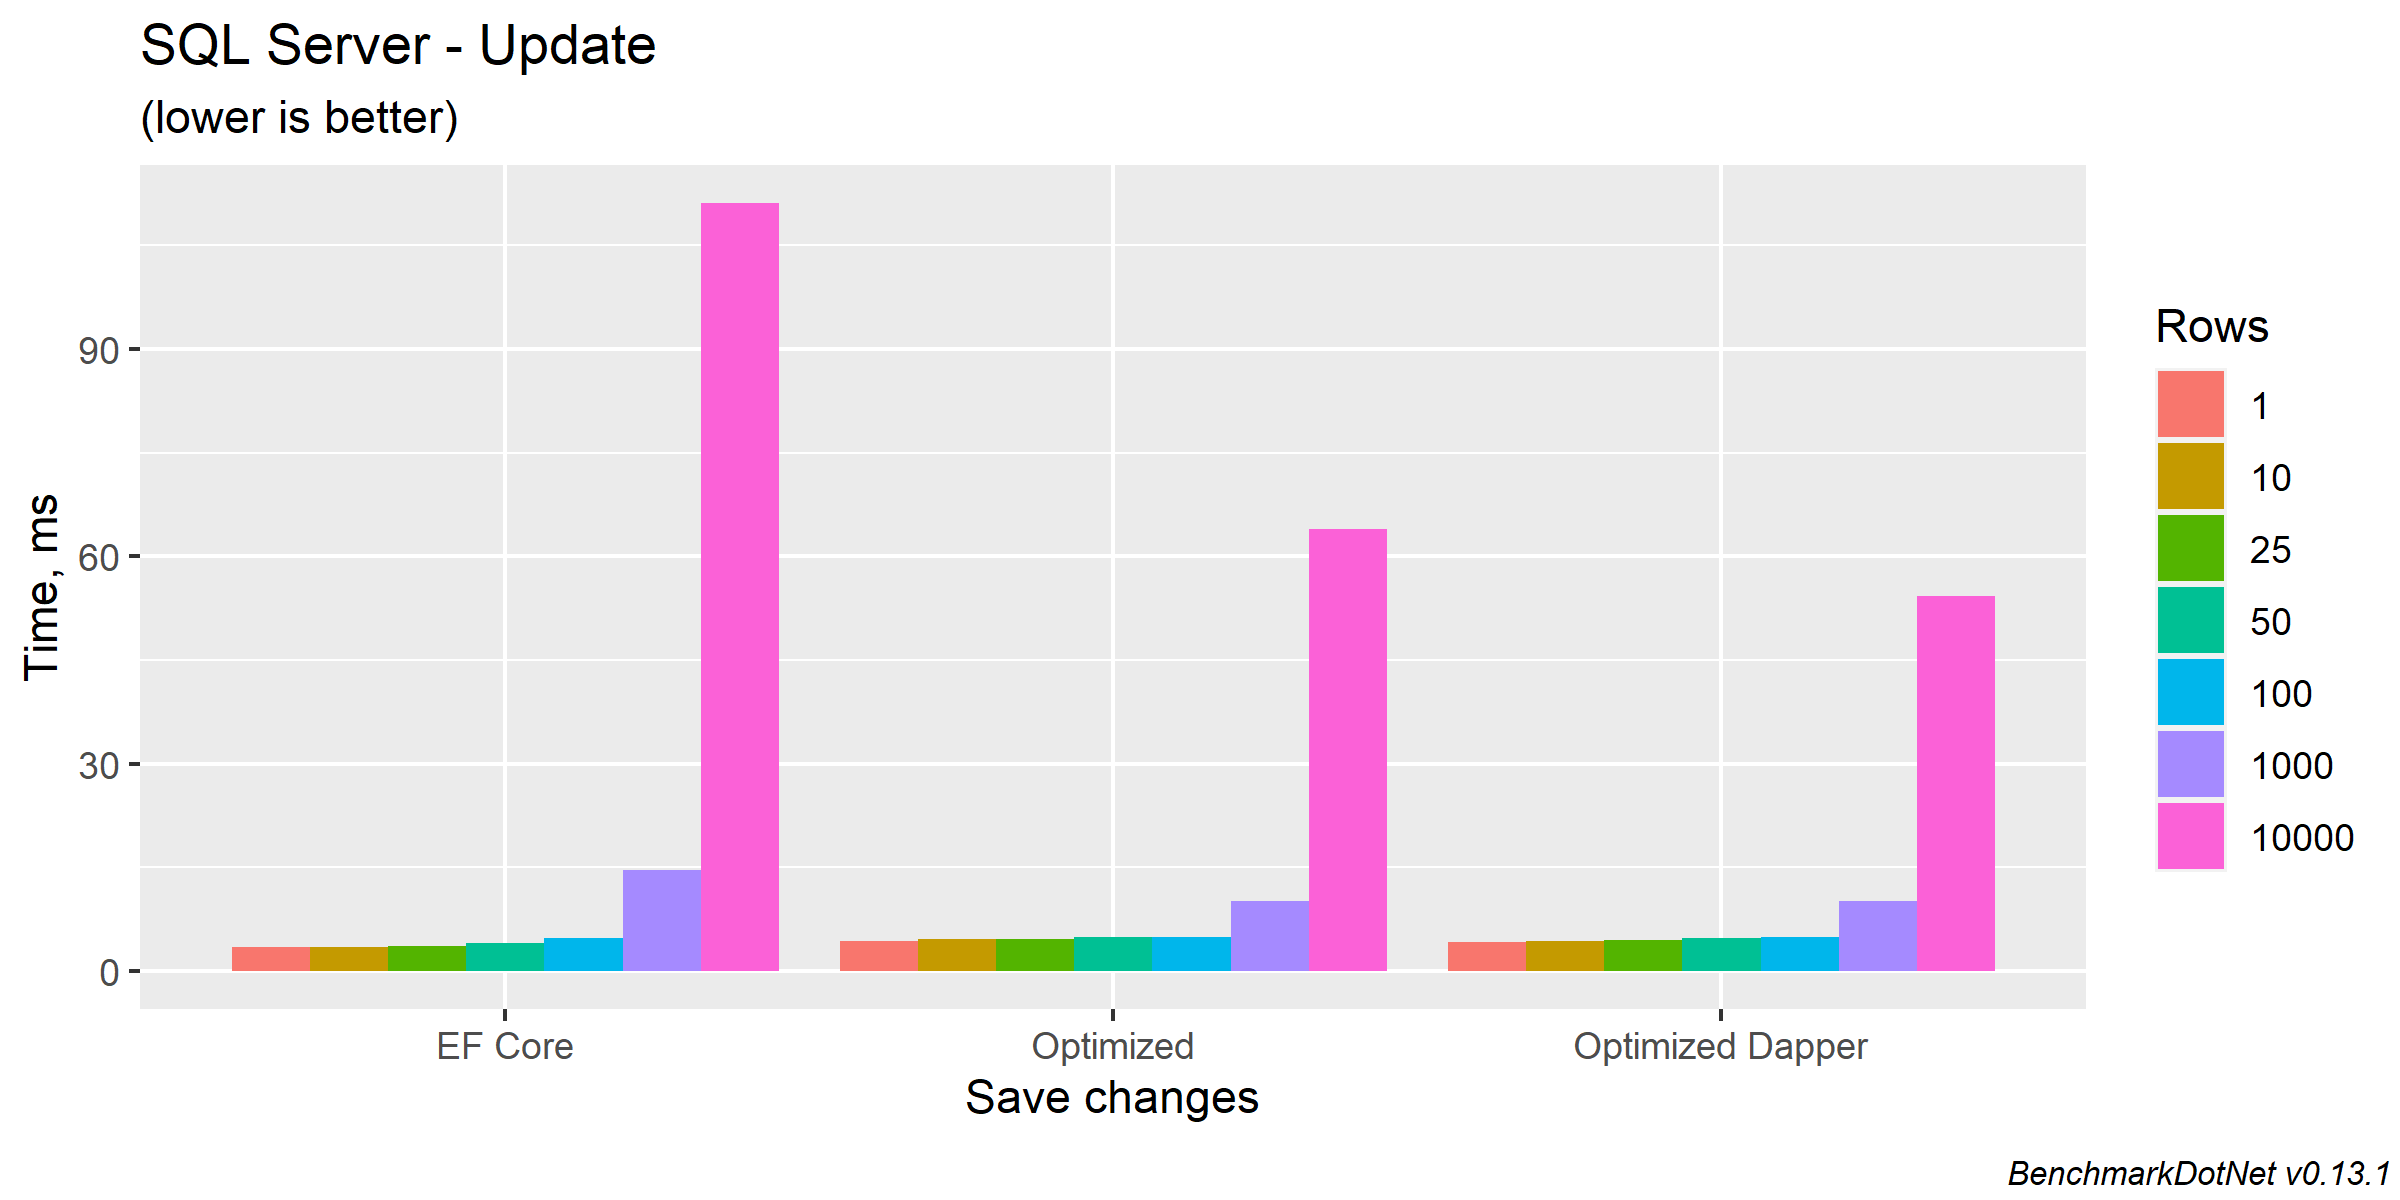 SQL Server - Update
(lower is better)
Time, ms
90
60
30
0
EF Core
Optimized
Optimized Dapper
Save changes
Rows
1
10
25
50
100
1000
10000
BenchmarkDotNet v0.13.1